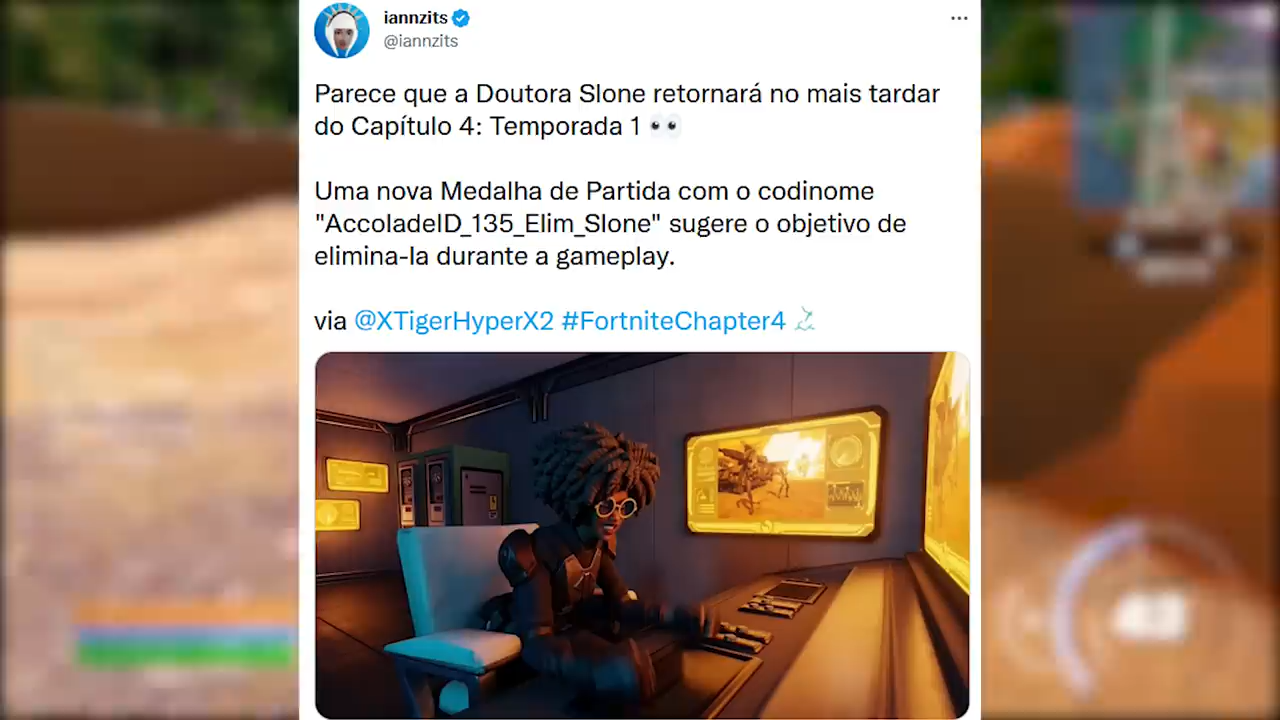 iannzits
@iannzits
Parece que a Doutora Slone retornará no mais tardar
do Capítulo 4: Temporada 1 👀
Uma nova Medalha de Partida com o codinome
"AccoladeID_135_Elim_Slone" sugere o objetivo de
elimina-la durante a gameplay.
via @XTigerHyperX2 #FortniteChapter4